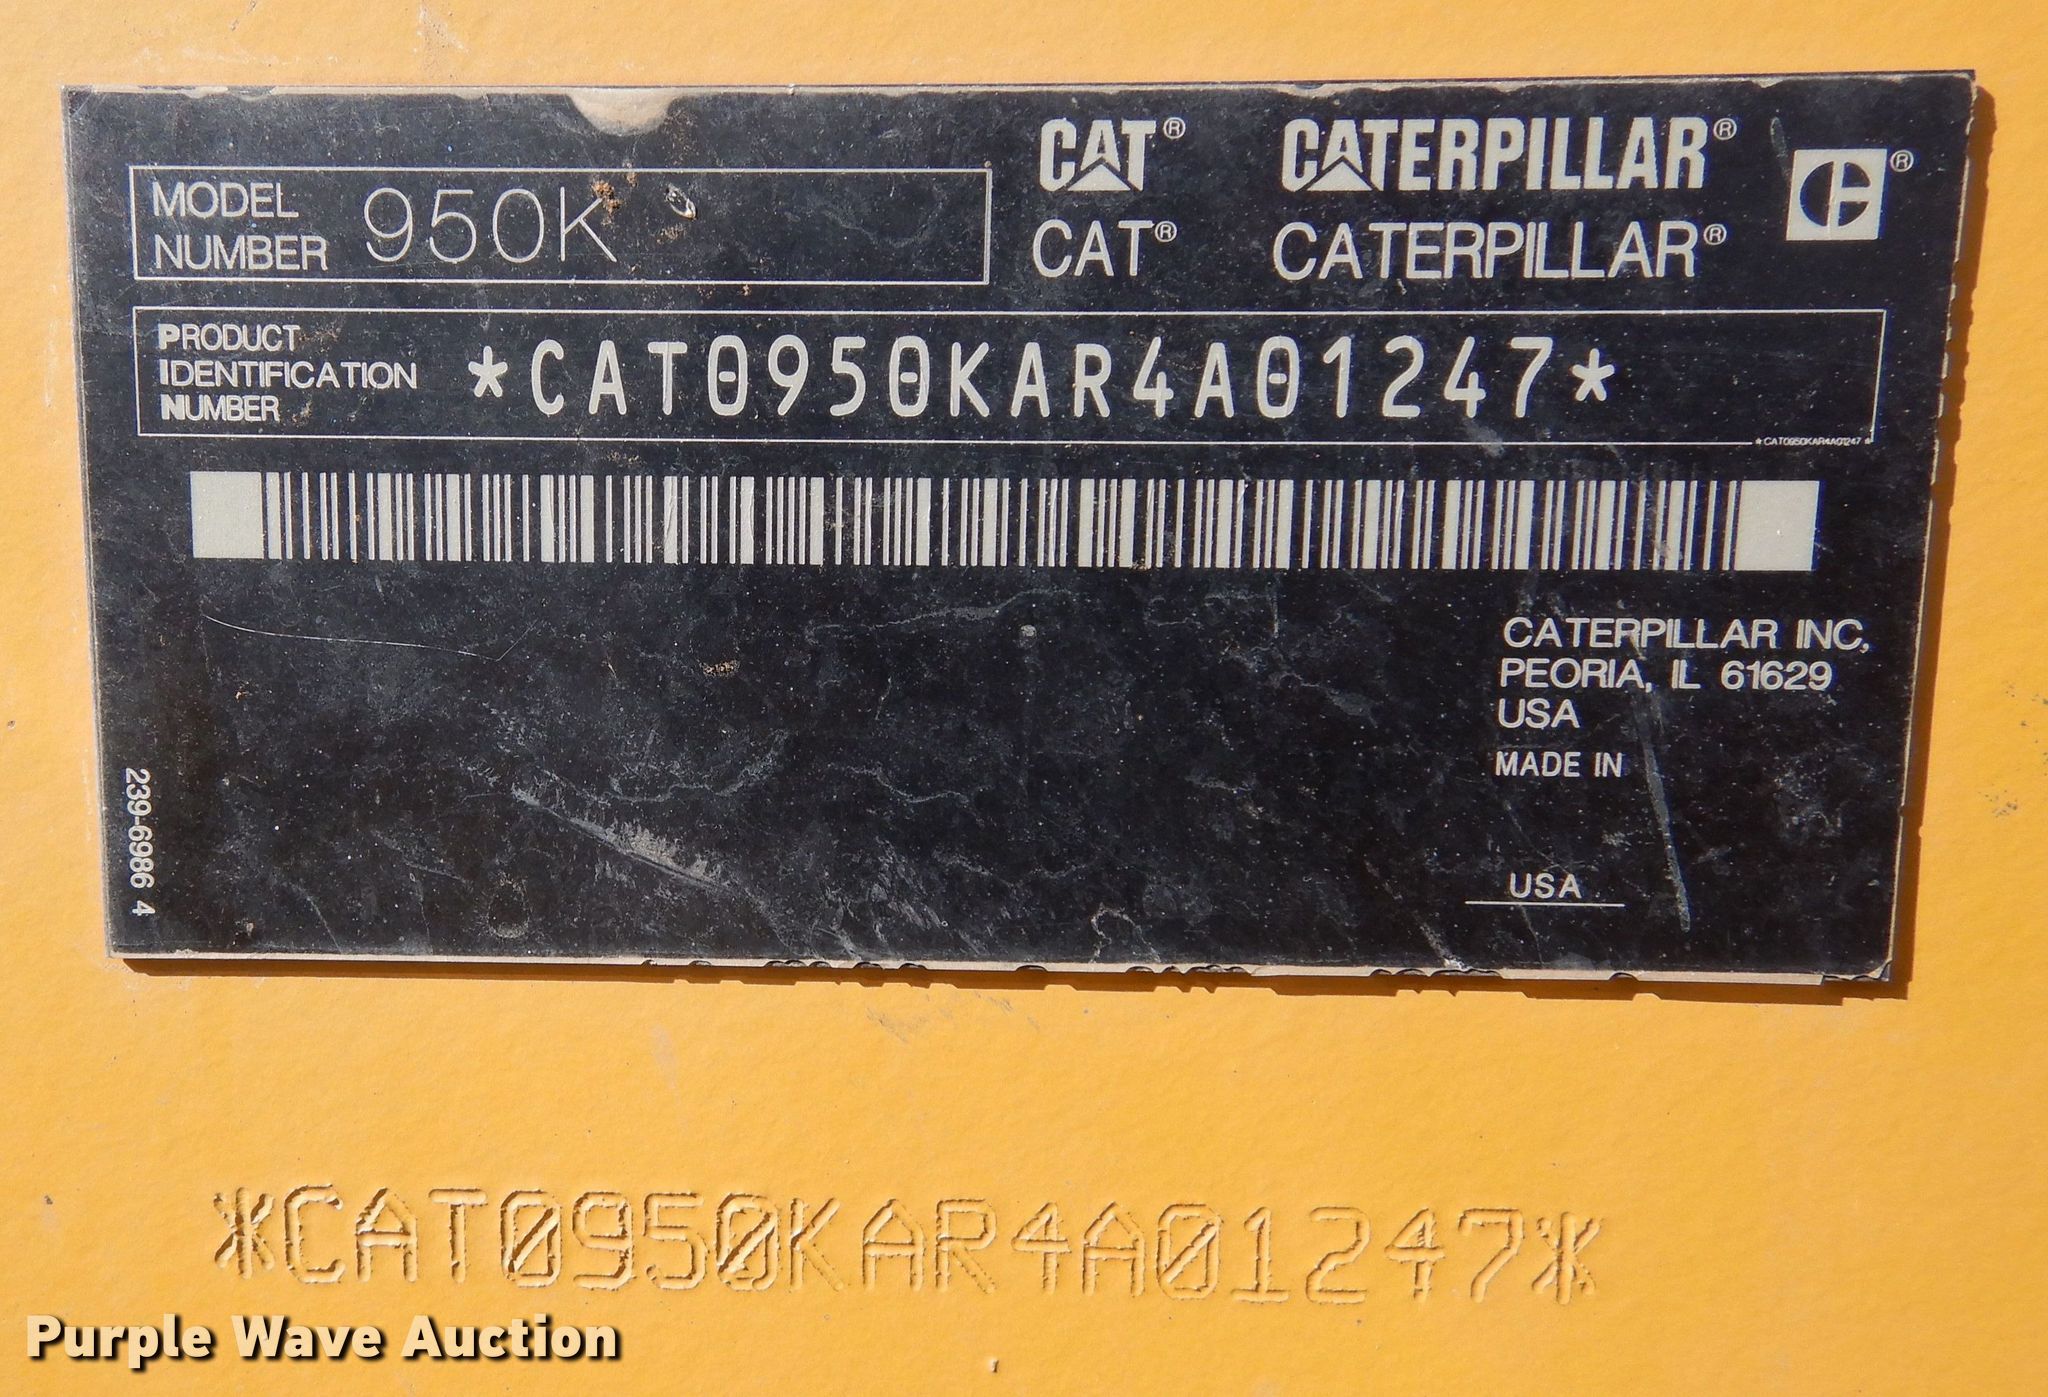 MODEL NUMBER 950K
CAT® CATERPILLAR® ®
CAT® CATERPILLAR®
PRODUCT
IDENTIFICATION
NUMBER
*CAT0950KAR4A01247*
*CAT0950KAR4A01247*
CATERPILLAR INC,
PEORIA, IL 61629
USA
MADE IN
USA
239-6986 4
*CAT0950KAR4A01247*
Purple Wave Auction